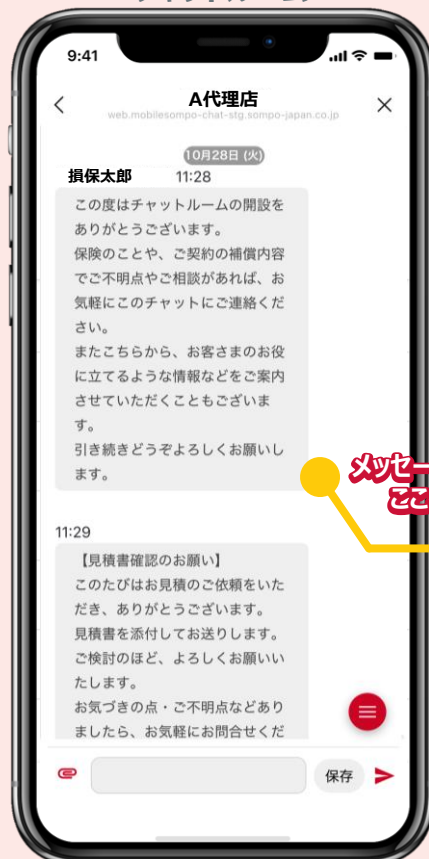 9:41
A代理店
web.mobilesompo-chat-stg.sompo-japan.co.jp
10月28日 (火)
損保太郎 11:28
この度はチャットルームの開設を
ありがとうございます。
保険のことや、ご契約の補償内容
でご不明点やご相談があれば、お
気軽にこのチャットにご連絡くだ
さい。
またこちらから、お客さまのお役
に立てるような情報などをご案内
させていただくこともございま
す。
引き続きどうぞよろしくお願いし
ます。
メッセー
ここ
11:29
【見積書確認のお願い】
このたびはお見積のご依頼をいた
だき、ありがとうございます。
見積書を添付してお送りします。
ご検討のほど、よろしくお願いい
たします。
お気づきの点・ご不明点などあり
ましたら、お気軽にお問合せくだ
保存